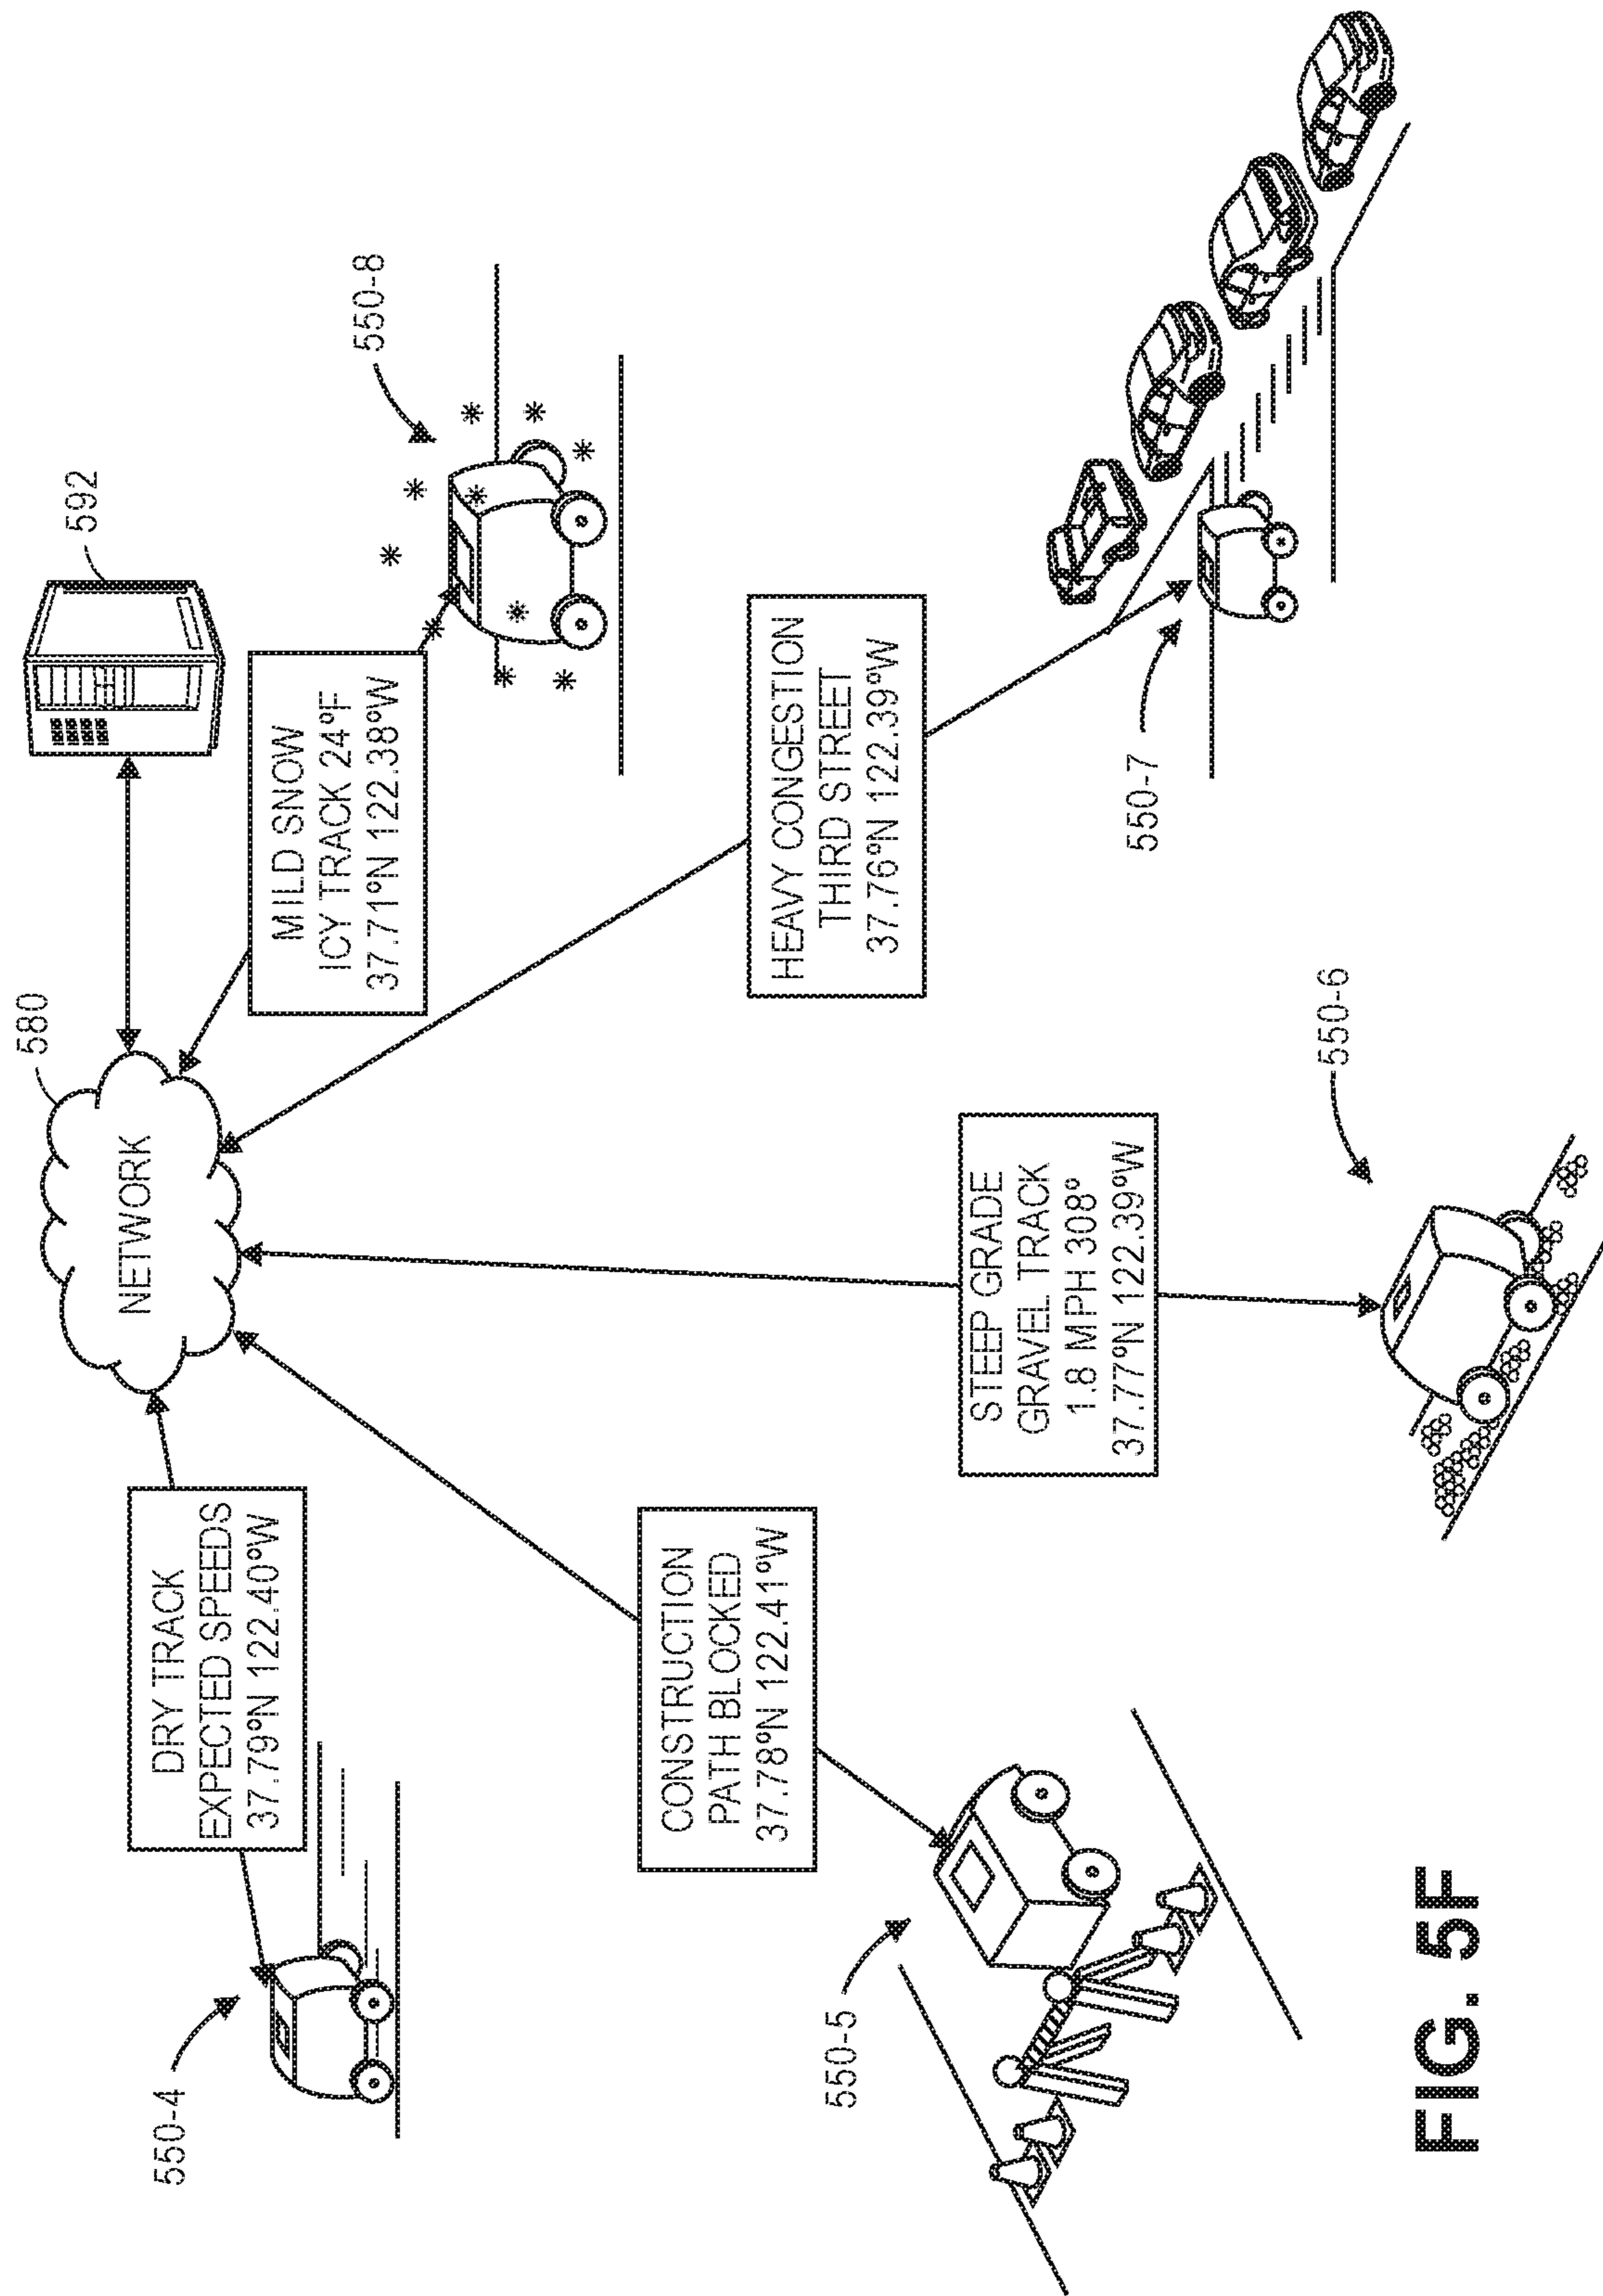 580
592
NETWORK
550-4
DRY TRACK
EXPECTED SPEEDS
37.79°N 122.40°W
MILD SNOW
ICY TRACK 24°F
37.71°N 122.38°W
550-8
CONSTRUCTION
PATH BLOCKED
37.78°N 122.41°W
HEAVY CONGESTION
THIRD STREET
37.76°N 122.39°W
550-5
STEEP GRADE
GRAVEL TRACK
1.8 MPH 308°
37.77°N 122.39°W
550-7
550-6
FIG. 5F